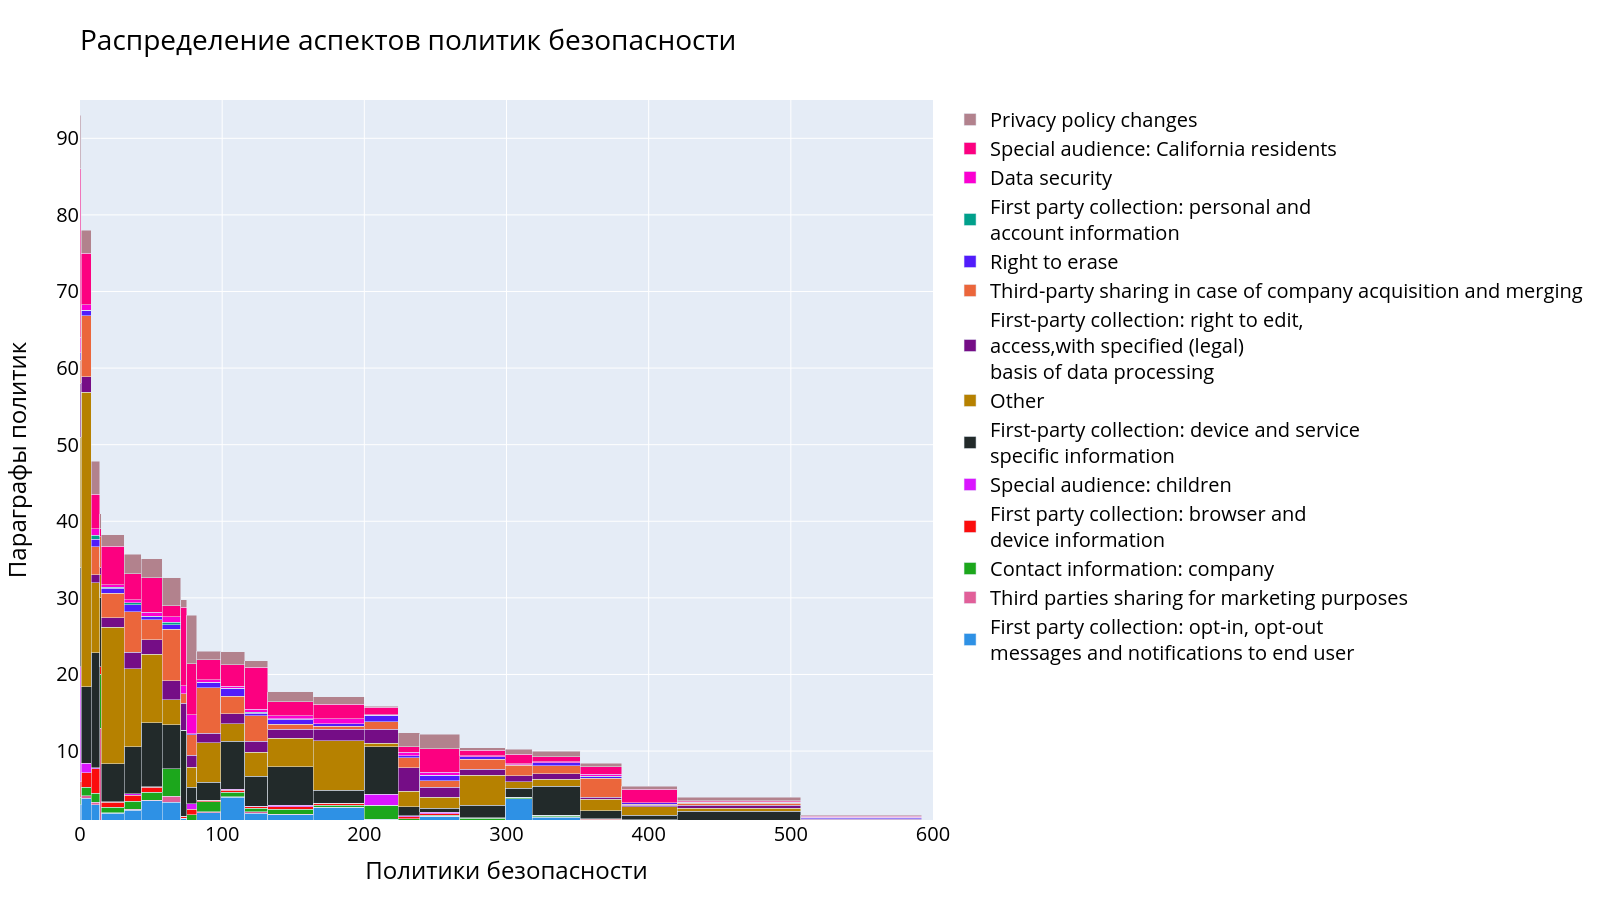 Распределение аспектов политик безопасности
Параграфы политик
90
80
70
60
50
40
30
20
10
0
100
200
300
400
500
600
Политики безопасности
Privacy policy changes
Special audience: California residents
Data security
First party collection: personal and
account information
Right to erase
Third-party sharing in case of company acquisition and merging
First-party collection: right to edit,
access,with specified (legal)
basis of data processing
Other
First-party collection: device and service
specific information
Special audience: children
First party collection: browser and
device information
Contact information: company
Third parties sharing for marketing purposes
First party collection: opt-in, opt-out
messages and notifications to end user